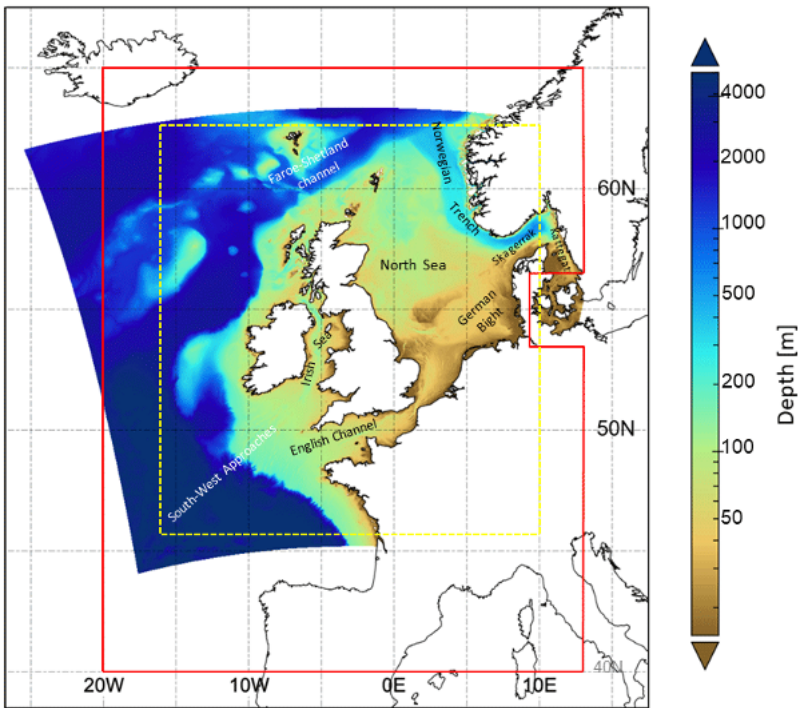 4000
2000
1000
500
200
100
50
Depth [m]
60N
50N
40N
20W
10W
0E
10E
Faroe-Shetland
channel
Norwegian
Trench
Skagerrak
Kattegat
North Sea
German
Bight
Irish
Sea
English Channel
South-West Approaches